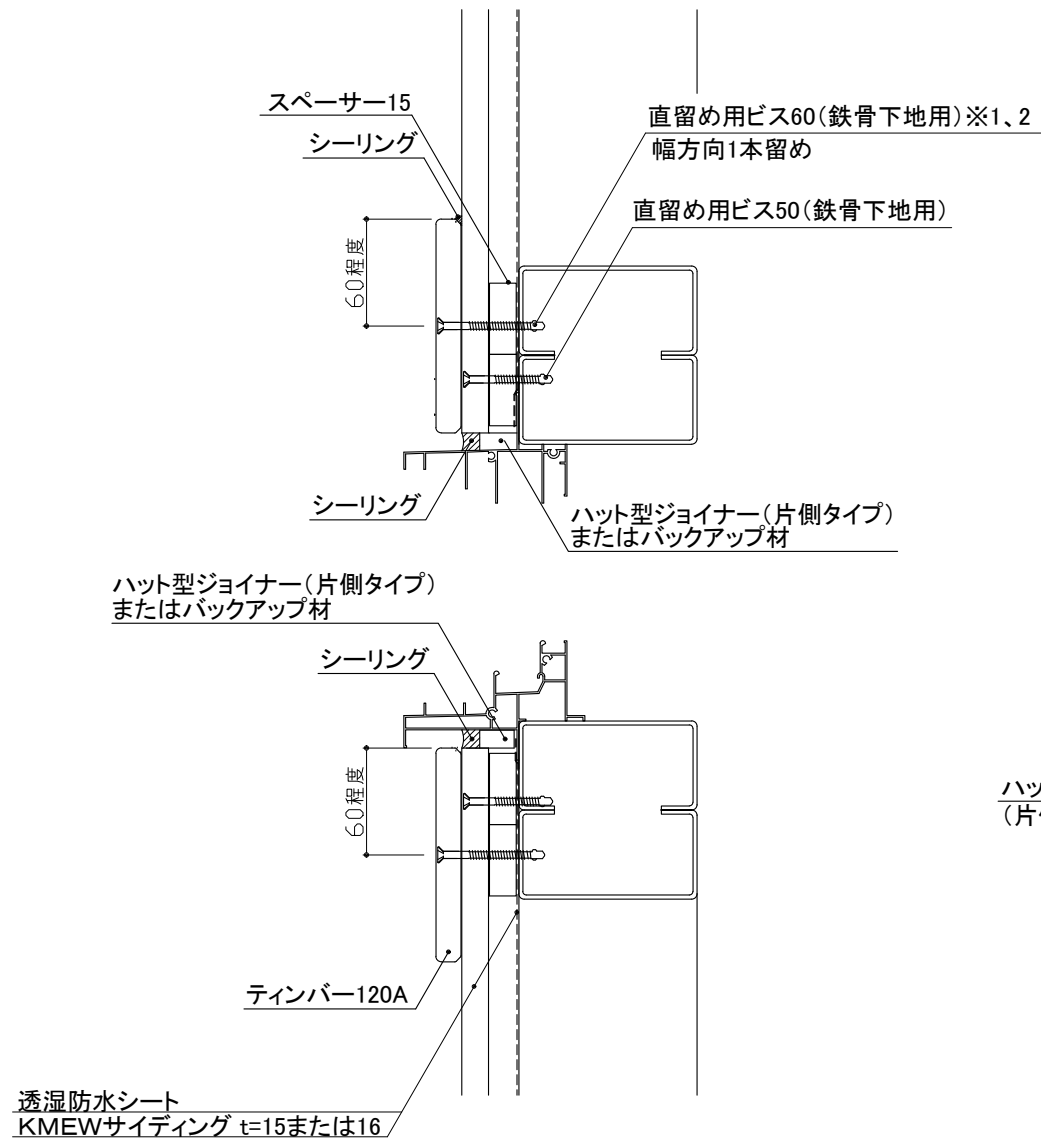 スペーサー15
シーリング
直留め用ビス60(鉄骨下地用)※1、2
幅方向1本留め
直留め用ビス50(鉄骨下地用)
60程度
シーリング
ハット型ジョイナー(片側タイプ)
またはバックアップ材
ハット型ジョイナー(片側タイプ)
またはバックアップ材
シーリング
60程度
ティンバー120A
透湿防水シート
KMEWサイディング t=15または16